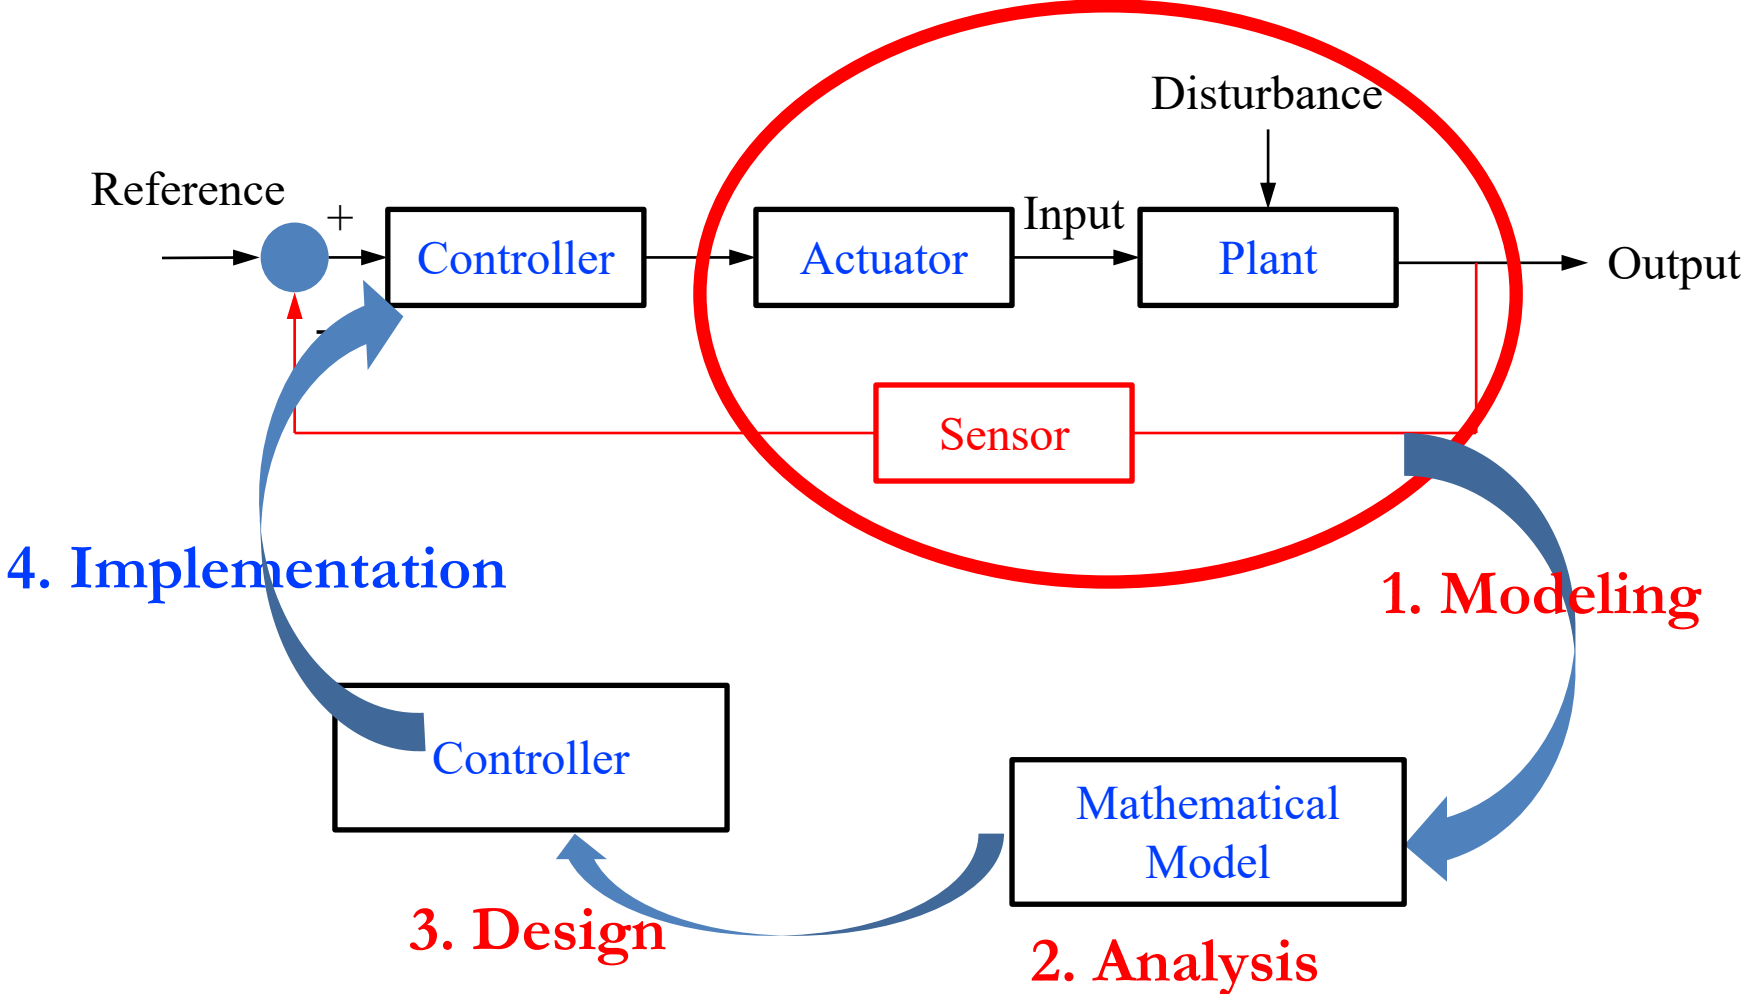 Disturbance
Reference
+
Input
Controller
Actuator
Plant
Output
-
Sensor
4. Implementation
1. Modeling
Controller
Mathematical
Model
3. Design
2. Analysis